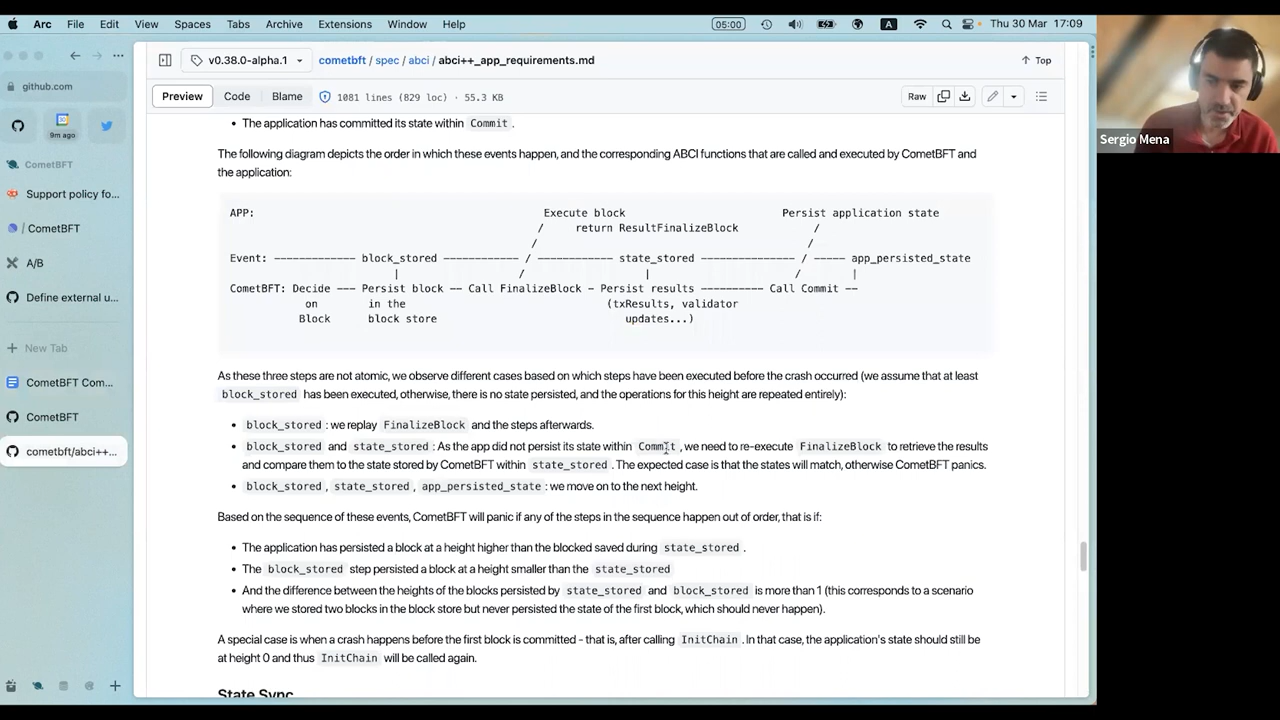 Arc File Edit View Spaces Tabs Archive Extensions Window Help 05:00 A Thu 30 Mar 17:09
github.com
9m ago
CometBFT
Support policy fo...
/ CometBFT
A/B
Define external u...
New Tab
CometBFT Com...
CometBFT
cometbft/abci++...
v0.38.0-alpha.1 cometbft / spec / abci / abci++_app_requirements.md Top
Preview Code Blame 1081 lines (829 loc) · 55.3 KB Raw
• The application has committed its state within Commit .
The following diagram depicts the order in which these events happen, and the corresponding ABCI functions that are called and executed by CometBFT and
the application:
APP: Execute block Persist application state
/ return ResultFinalizeBlock /
/ /
Event: ------------- block_stored ---------- / ------------ state_stored --------------- / ----- app_persisted_state
| / | / |
CometBFT: Decide --- Persist block -- Call FinalizeBlock - Persist results ---------- Call Commit --
on in the (txResults, validator
Block block store updates...)
As these three steps are not atomic, we observe different cases based on which steps have been executed before the crash occurred (we assume that at least
block_stored has been executed, otherwise, there is no state persisted, and the operations for this height are repeated entirely):
• block_stored : we replay FinalizeBlock and the steps afterwards.
• block_stored and state_stored : As the app did not persist its state within Commit , we need to re-execute FinalizeBlock to retrieve the results
and compare them to the state stored by CometBFT within state_stored . The expected case is that the states will match, otherwise CometBFT panics.
• block_stored , state_stored , app_persisted_state : we move on to the next height.
Based on the sequence of these events, CometBFT will panic if any of the steps in the sequence happen out of order, that is if:
• The application has persisted a block at a height higher than the blocked saved during state_stored .
• The block_stored step persisted a block at a height smaller than the state_stored
• And the difference between the heights of the blocks persisted by state_stored and block_stored is more than 1 (this corresponds to a scenario
where we stored two blocks in the block store but never persisted the state of the first block, which should never happen).
A special case is when a crash happens before the first block is committed - that is, after calling InitChain . In that case, the application's state should still be
at height 0 and thus InitChain will be called again.
State Sync
Sergio Mena